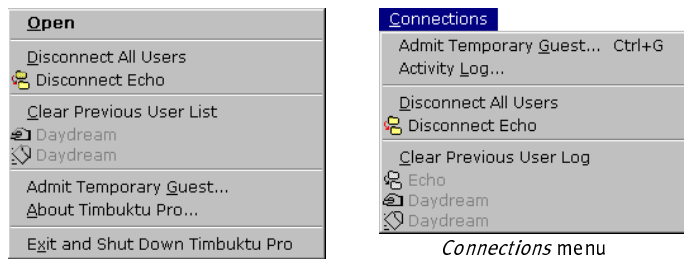 Open
Disconnect All Users
Disconnect Echo
Clear Previous User List
Daydream
Daydream
Admit Temporary Guest...
About Timbuktu Pro...
Exit and Shut Down Timbuktu Pro
Connections
Admit Temporary Guest... Ctrl+G
Activity Log...
Disconnect All Users
Disconnect Echo
Clear Previous User Log
Echo
Daydream
Daydream
Connections menu